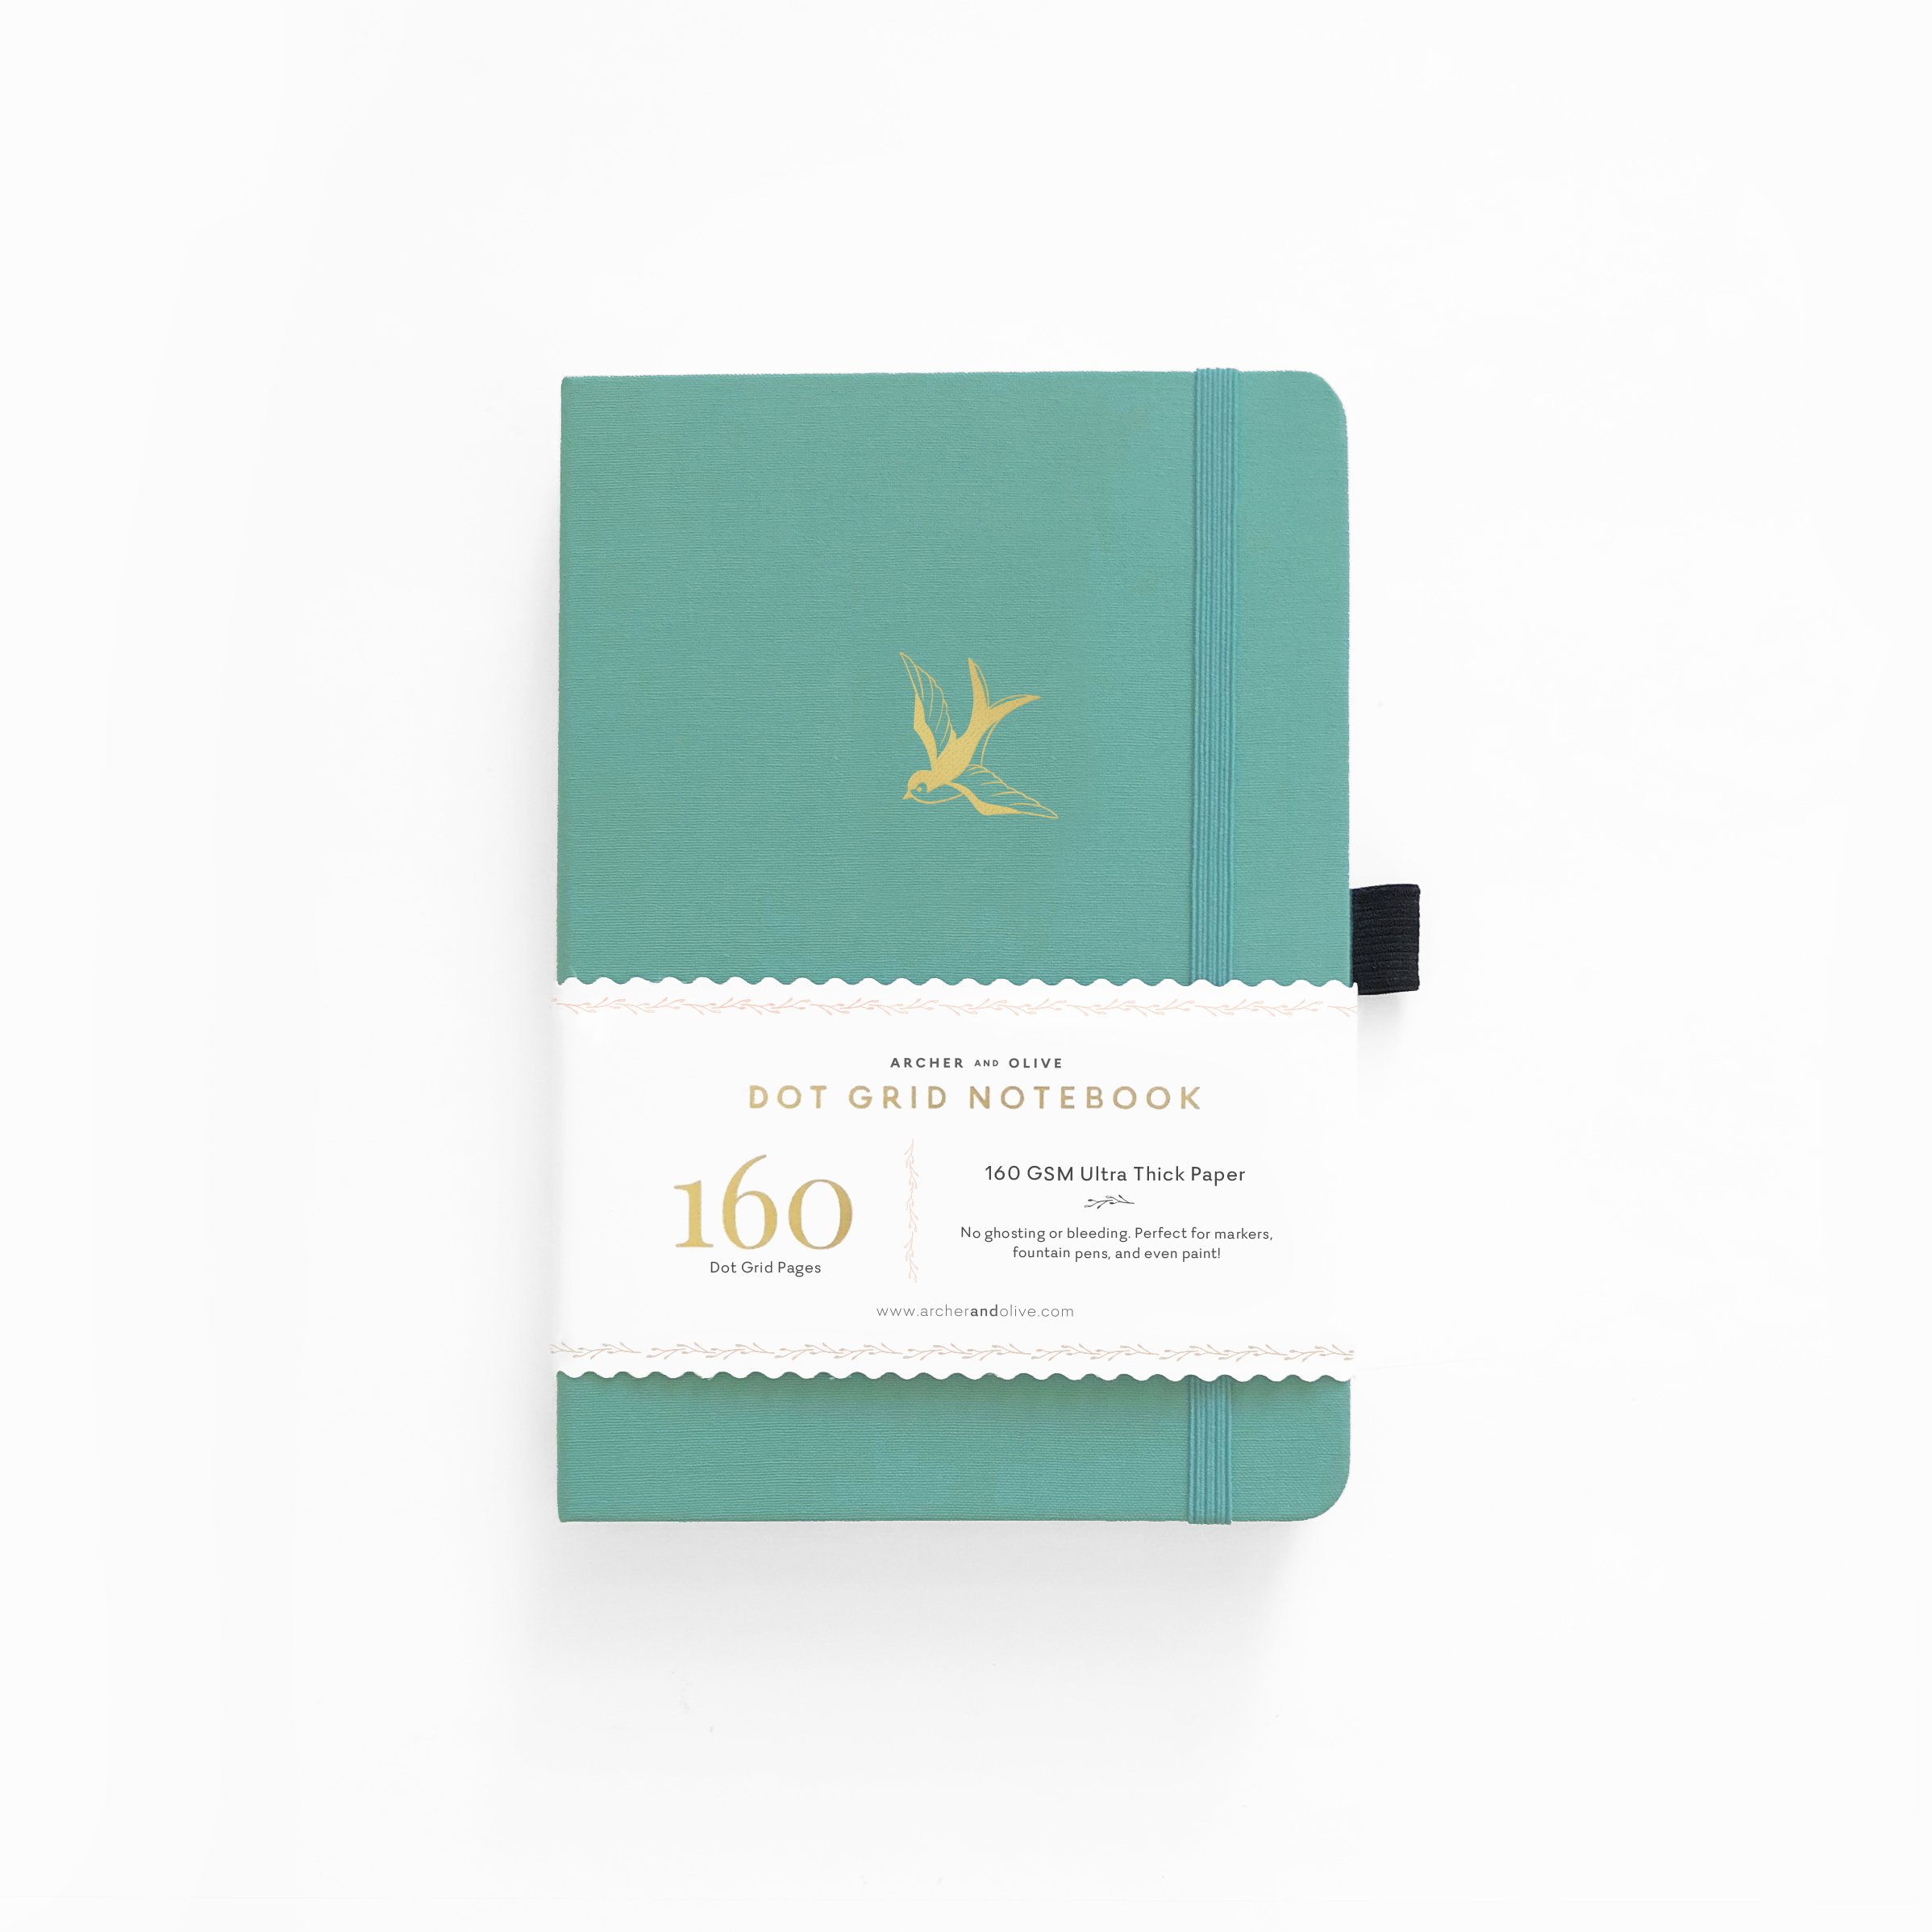 ARCHER AND OLIVE
DOT GRID NOTEBOOK
160
Dot Grid Pages
160 GSM Ultra Thick Paper
No ghosting or bleeding. Perfect for markers,
fountain pens, and even paint!
www.archerandolive.com